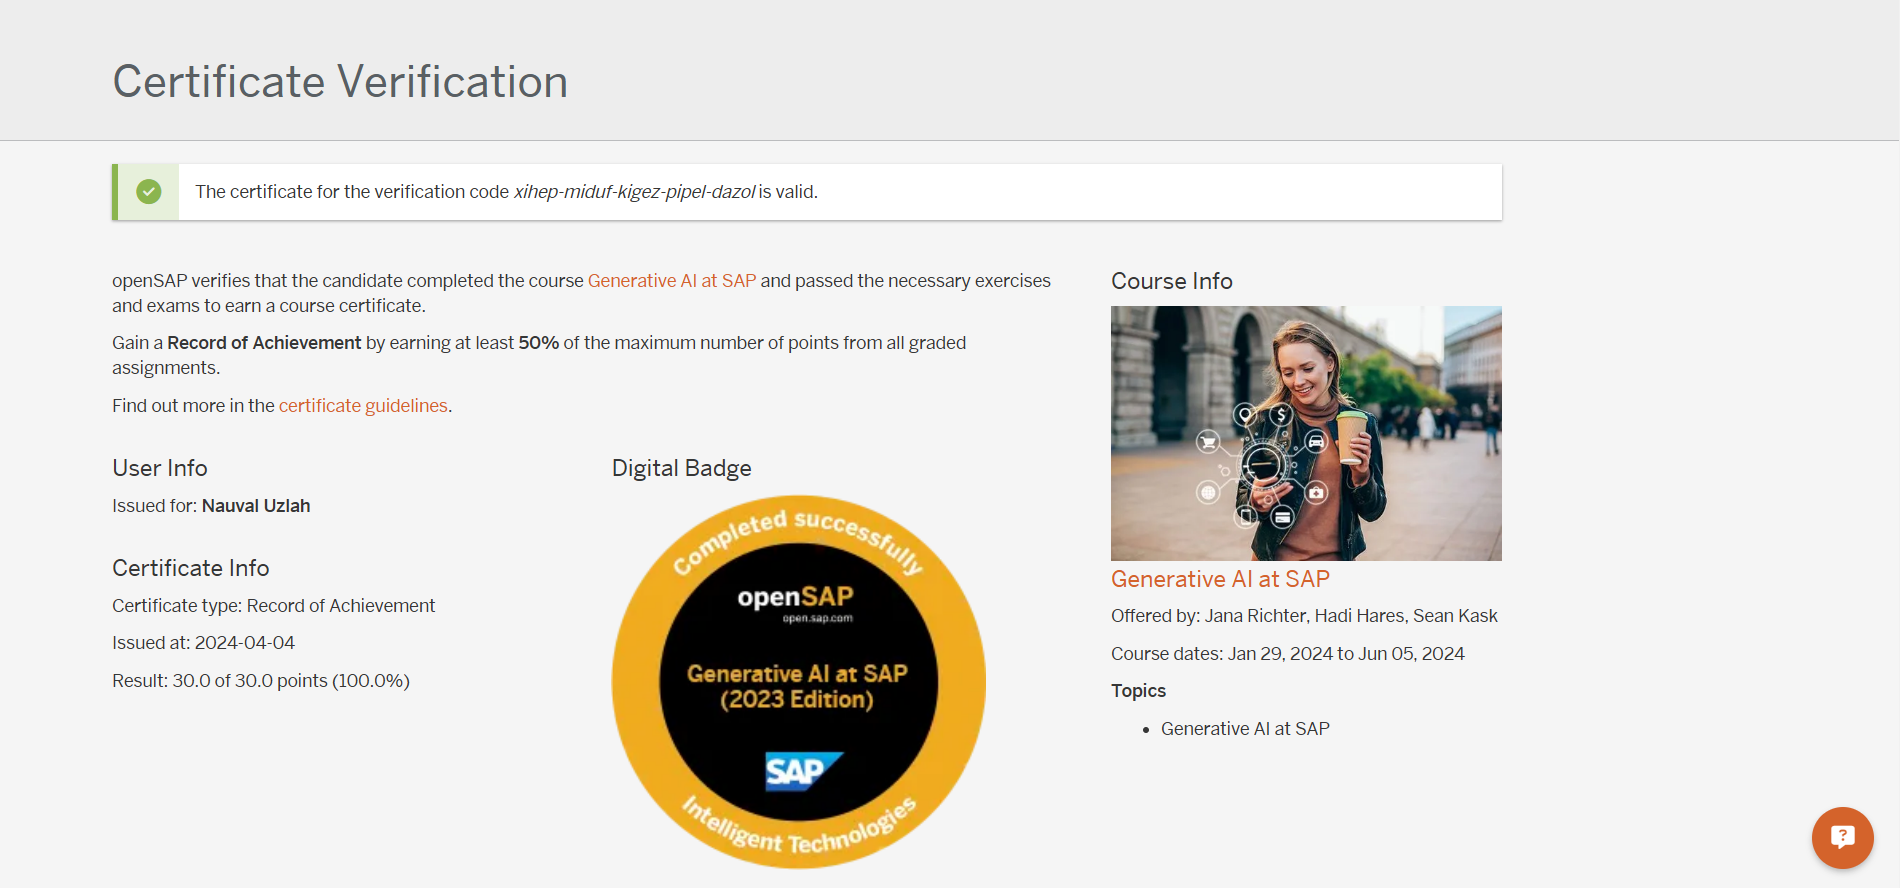 Certificate Verification
The certificate for the verification code xihep-miduf-kigez-pipel-dazol is valid.
openSAP verifies that the candidate completed the course Generative AI at SAP and passed the necessary exercises
and exams to earn a course certificate.
Gain a Record of Achievement by earning at least 50% of the maximum number of points from all graded
assignments.
Find out more in the certificate guidelines.
User Info
Issued for: Nauval Uzlah
Certificate Info
Certificate type: Record of Achievement
Issued at: 2024-04-04
Result: 30.0 of 30.0 points (100.0%)
Digital Badge
Completed successfully
openSAP
open.sap.com
Generative AI at SAP
(2023 Edition)
SAP
Intelligent Technologies
Course Info
$
Generative AI at SAP
Offered by: Jana Richter, Hadi Hares, Sean Kask
Course dates: Jan 29, 2024 to Jun 05, 2024
Topics
• Generative AI at SAP
?